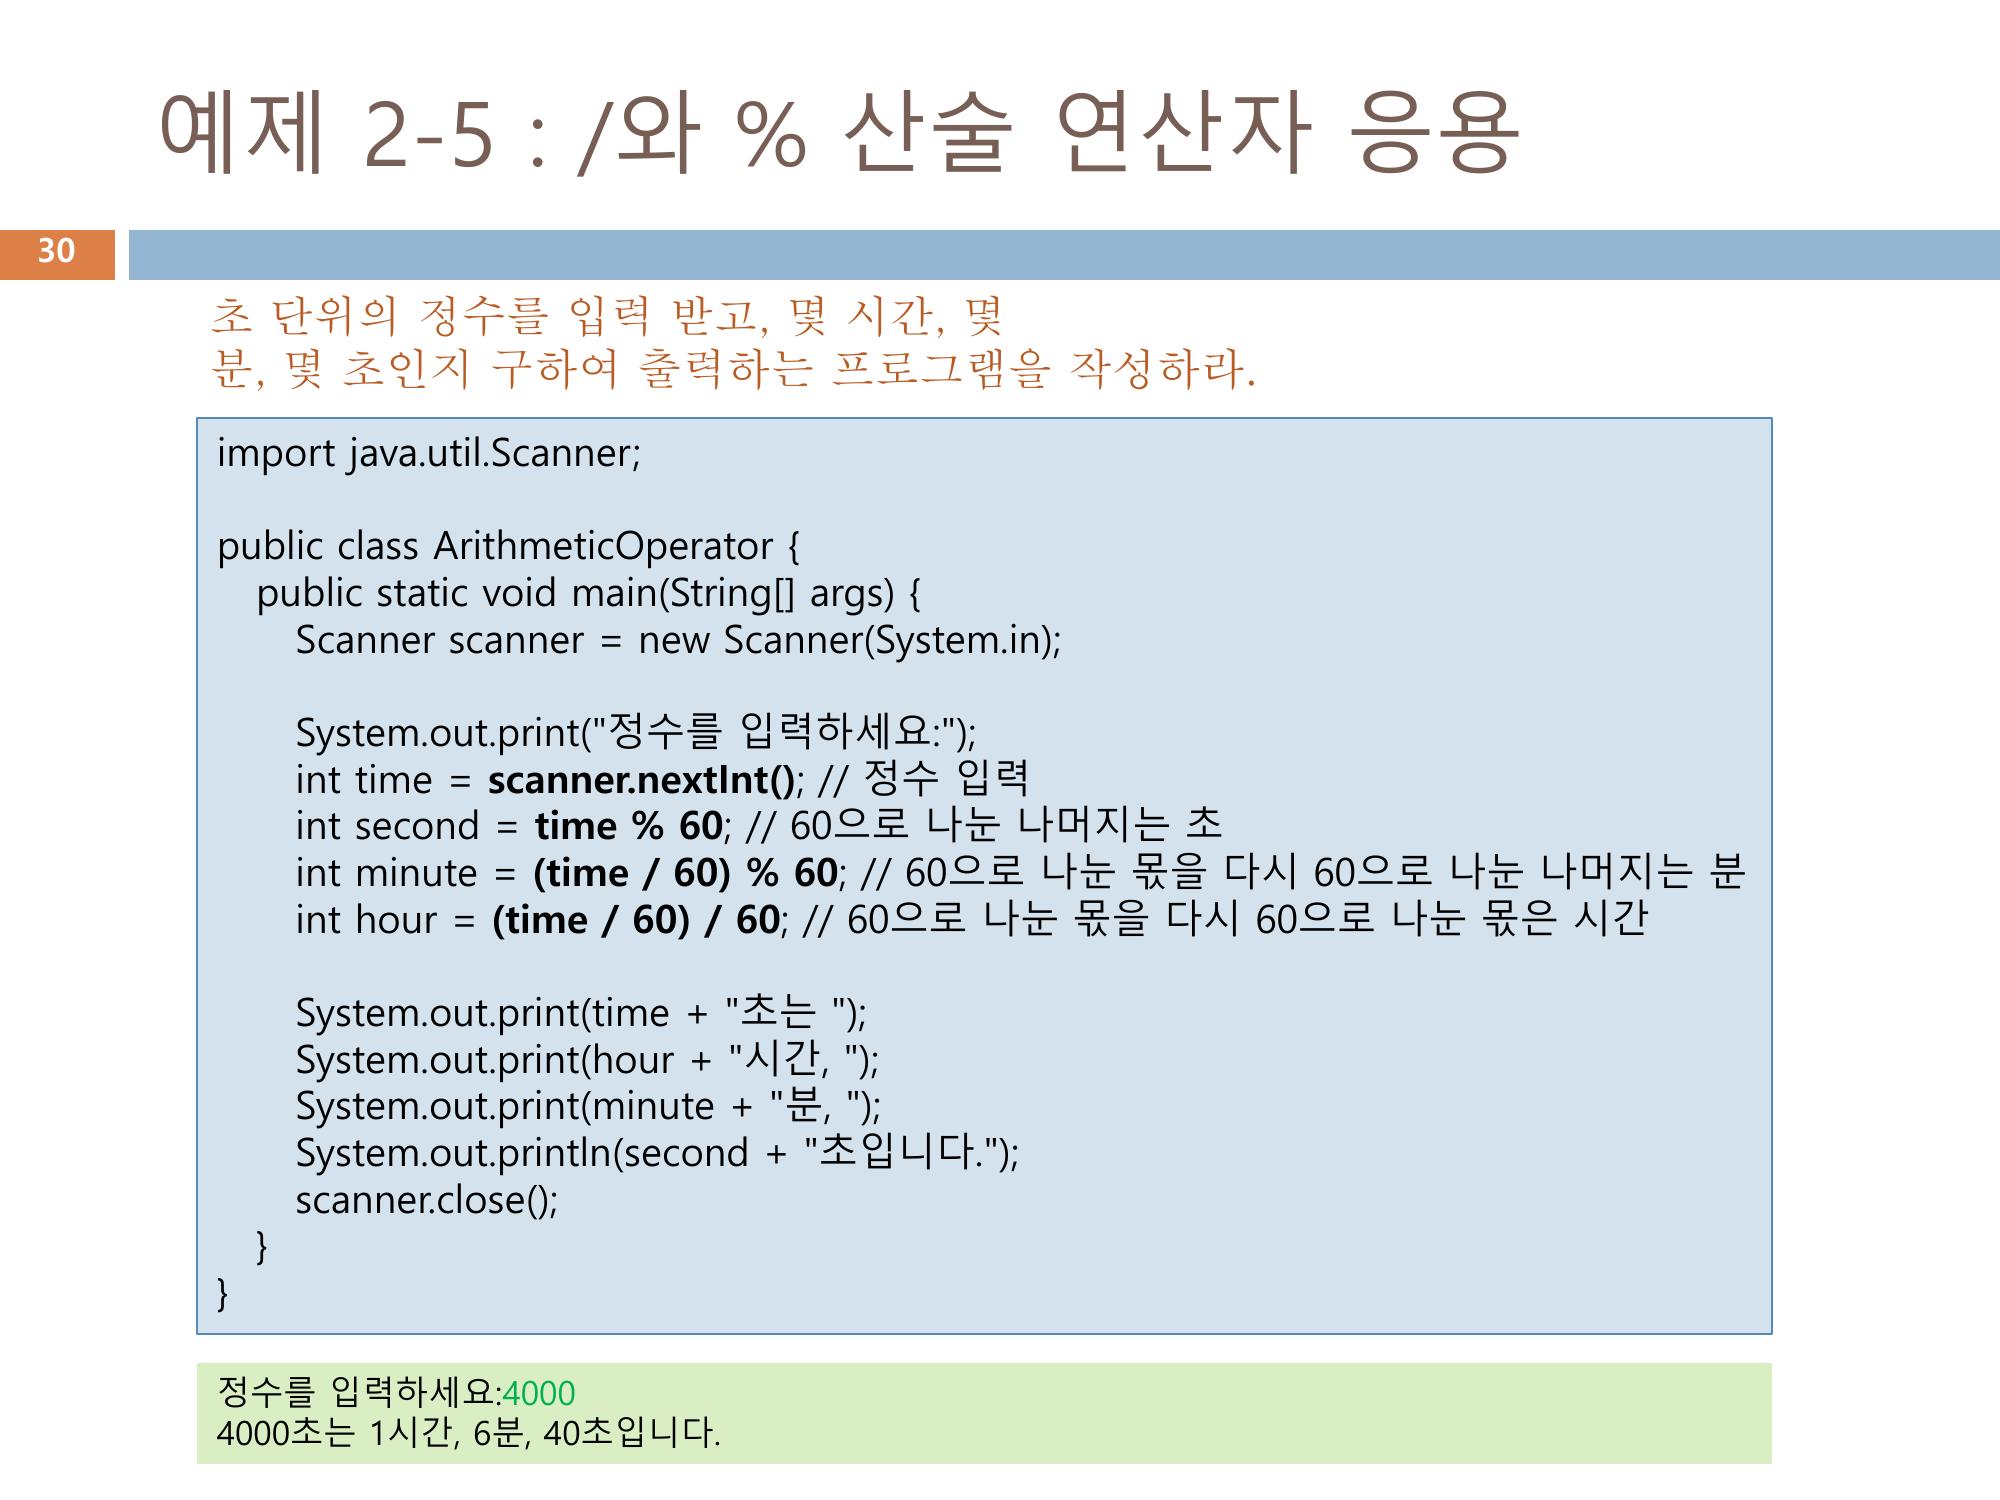 예제 2-5 : /와 % 산술 연산자 응용
30
초 단위의 정수를 입력 받고, 몇 시간, 몇
분, 몇 초인지 구하여 출력하는 프로그램을 작성하라.
import java.util.Scanner;
public class ArithmeticOperator {
public static void main(String[] args) {
Scanner scanner = new Scanner(System.in);
System.out.print("정수를 입력하세요:");
int time = scanner.nextInt(); // 정수 입력
int second = time % 60; // 60으로 나눈 나머지는 초
int minute = (time / 60) % 60; // 60으로 나눈 몫을 다시 60으로 나눈 나머지는 분
int hour = (time / 60) / 60; // 60으로 나눈 몫을 다시 60으로 나눈 몫은 시간
System.out.print(time + "초는 ");
System.out.print(hour + "시간, ");
System.out.print(minute + "분, ");
System.out.println(second + "초입니다.");
scanner.close();
}
}
정수를 입력하세요:4000
4000초는 1시간, 6분, 40초입니다.